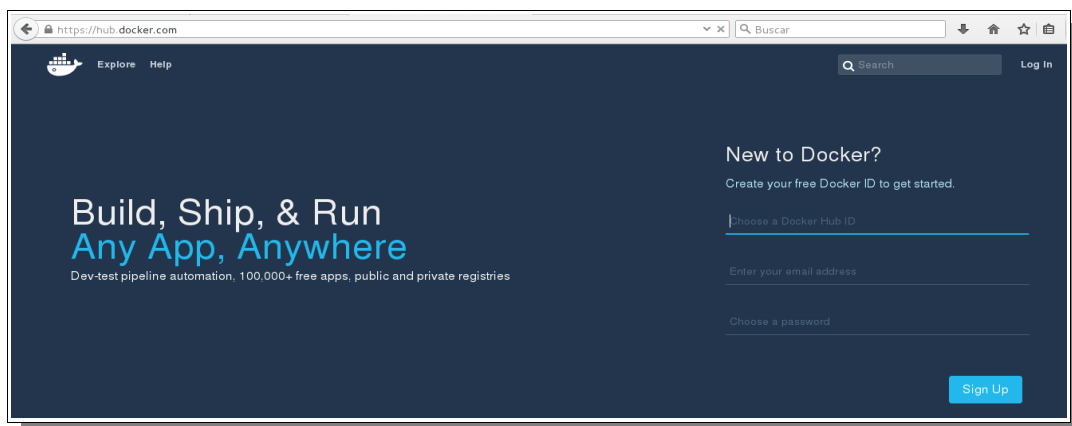 https://hub.docker.com
Buscar
Explore
Help
Search
Log In
New to Docker?
Create your free Docker ID to get started.
Choose a Docker Hub ID
Enter your email address
Choose a password
Sign Up
Build, Ship, & Run
Any App, Anywhere
Dev-test pipeline automation, 100,000+ free apps, public and private registries